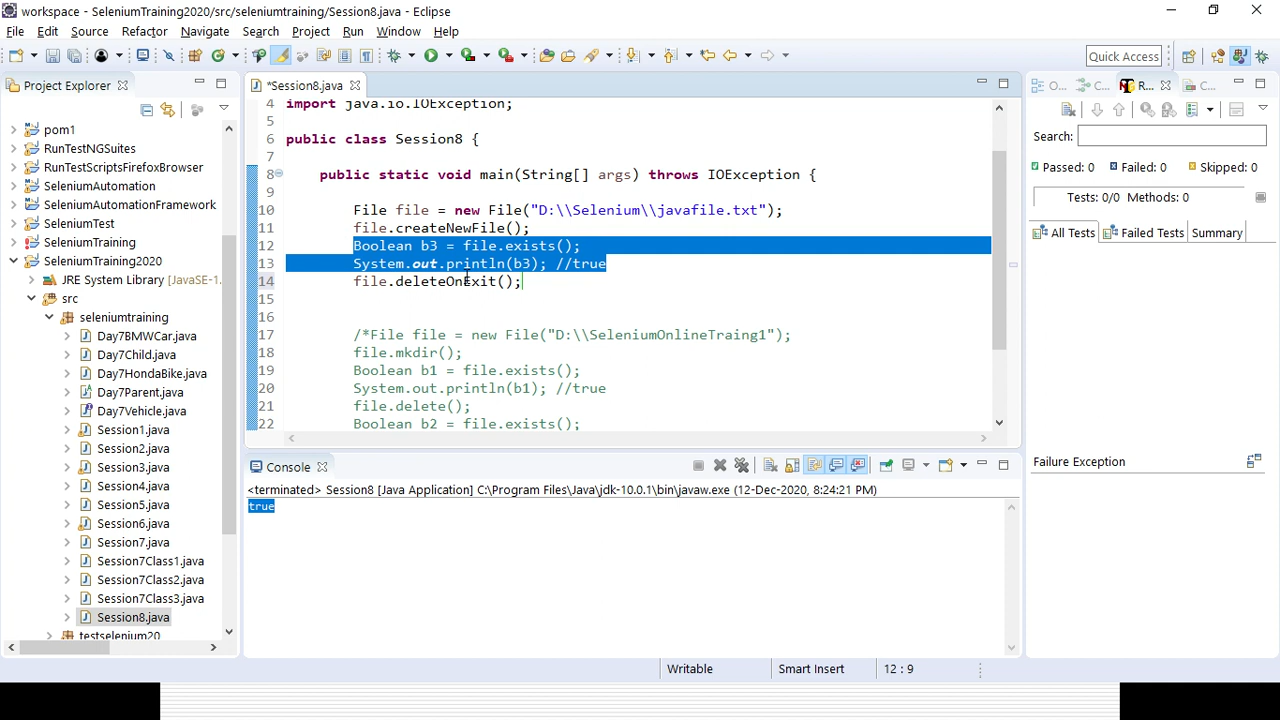 workspace - SeleniumTraining2020/src/seleniumtraining/Session8.java - Eclipse
File Edit Source Refactor Navigate Search Project Run Window Help
Quick Access
Project Explorer
*Session8.java
O...
C...
R...
C...
pom1
RunTestNGSuites
RunTestScriptsFirefoxBrowser
SeleniumAutomation
SeleniumAutomationFramework
SeleniumTest
SeleniumTraining
SeleniumTraining2020
JRE System Library [JavaSE-1.
src
seleniumtraining
Day7BMWCar.java
Day7Child.java
Day7HondaBike.java
Day7Parent.java
Day7Vehicle.java
Session1.java
Session2.java
Session3.java
Session4.java
Session5.java
Session6.java
Session7.java
Session7Class1.java
Session7Class2.java
Session7Class3.java
Session8.java
testselenium20
4 import java.io.IOException;
5
6 public class Session8 {
7
8 public static void main(String[] args) throws IOException {
9
10 File file = new File("D:\\Selenium\\javafile.txt");
11 file.createNewFile();
12 Boolean b3 = file.exists();
13 System.out.println(b3); //true
14 file.deleteOnExit();
15
16
17 /*File file = new File("D:\\SeleniumOnlineTraing1");
18 file.mkdir();
19 Boolean b1 = file.exists();
20 System.out.println(b1); //true
21 file.delete();
22 Boolean b2 = file.exists();
Console
<terminated> Session8 [Java Application] C:\Program Files\Java\jdk-10.0.1\bin\javaw.exe (12-Dec-2020, 8:24:21 PM)
true
Search:
Passed: 0 Failed: 0 Skipped: 0
Tests: 0/0 Methods: 0
All Tests Failed Tests Summary
Failure Exception
Writable Smart Insert 12 : 9